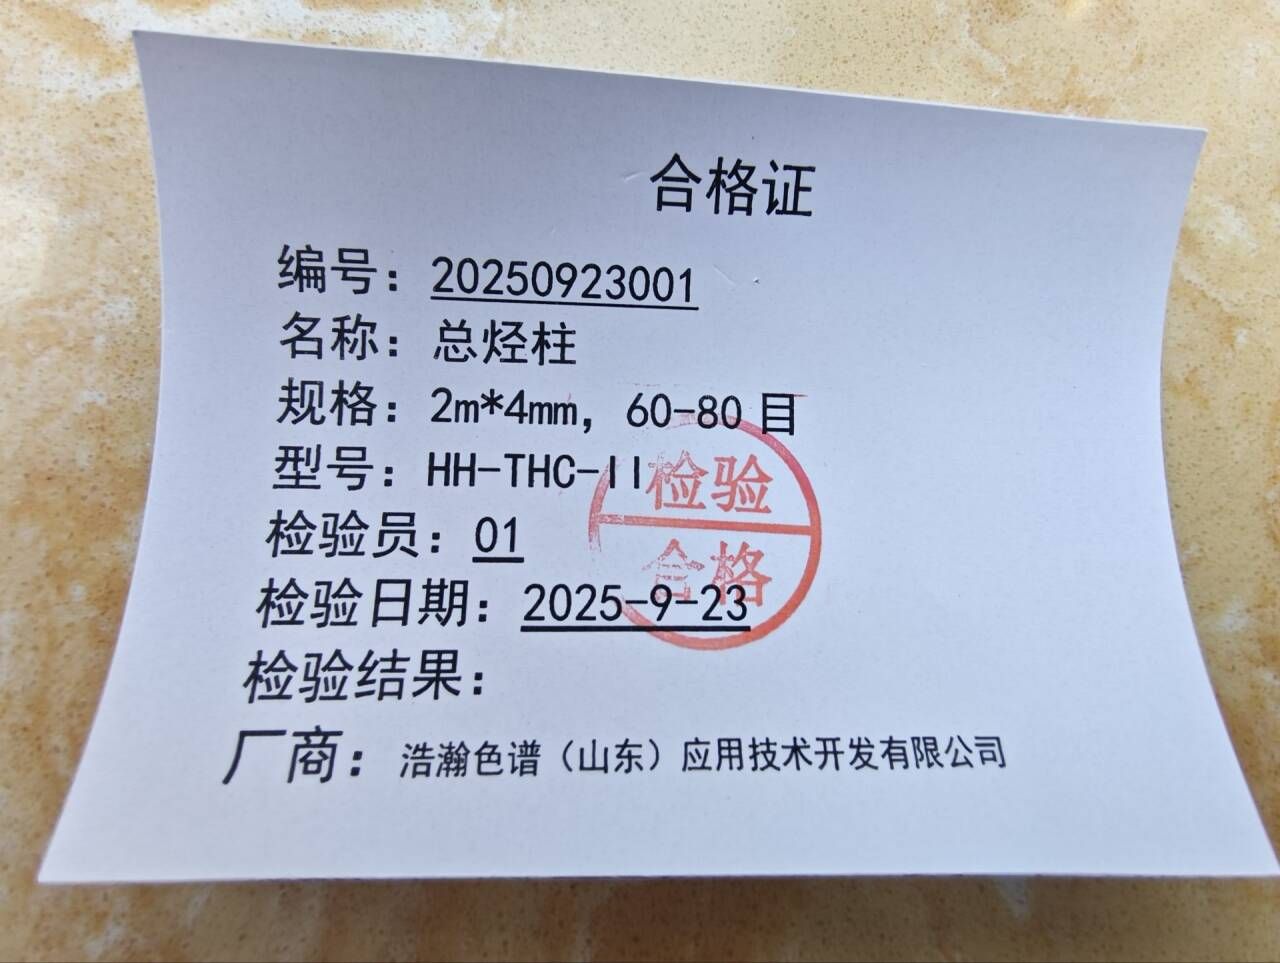 合格证
编号：20250923001
名称：总烃柱
规格：2m*4mm，60-80目
型号：HH-THC-II
检验员：01
检验日期：2025-9-23
检验结果：
厂商：浩瀚色谱（山东）应用技术开发有限公司
检验
合格